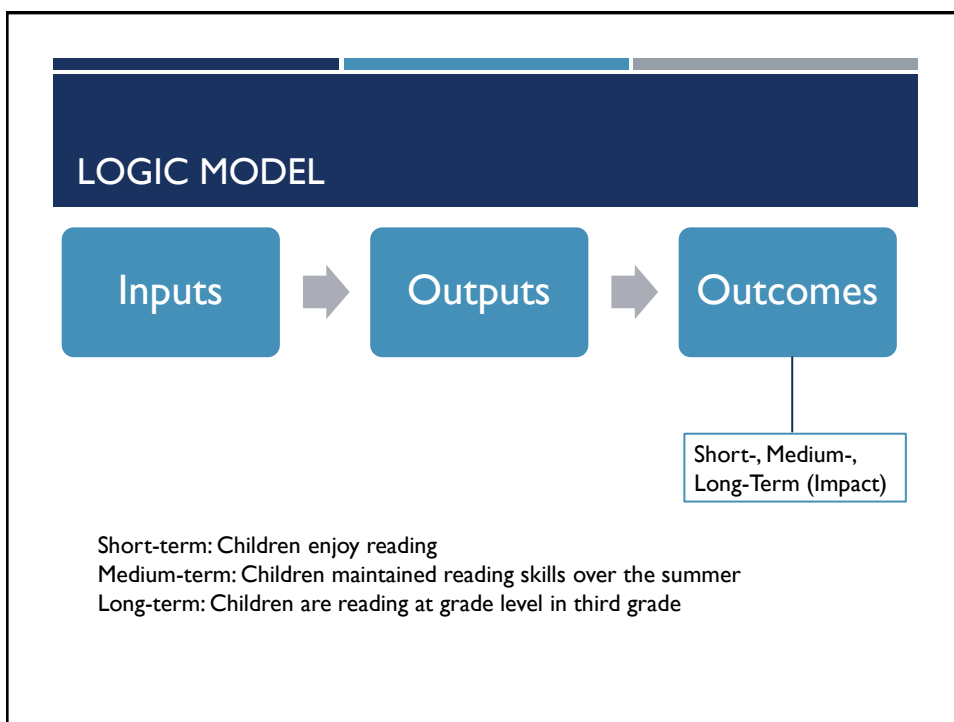 LOGIC MODEL
Inputs
Outputs
Outcomes
Short-, Medium-,
Long-Term (Impact)
Short-term: Children enjoy reading
Medium-term: Children maintained reading skills over the summer
Long-term: Children are reading at grade level in third grade